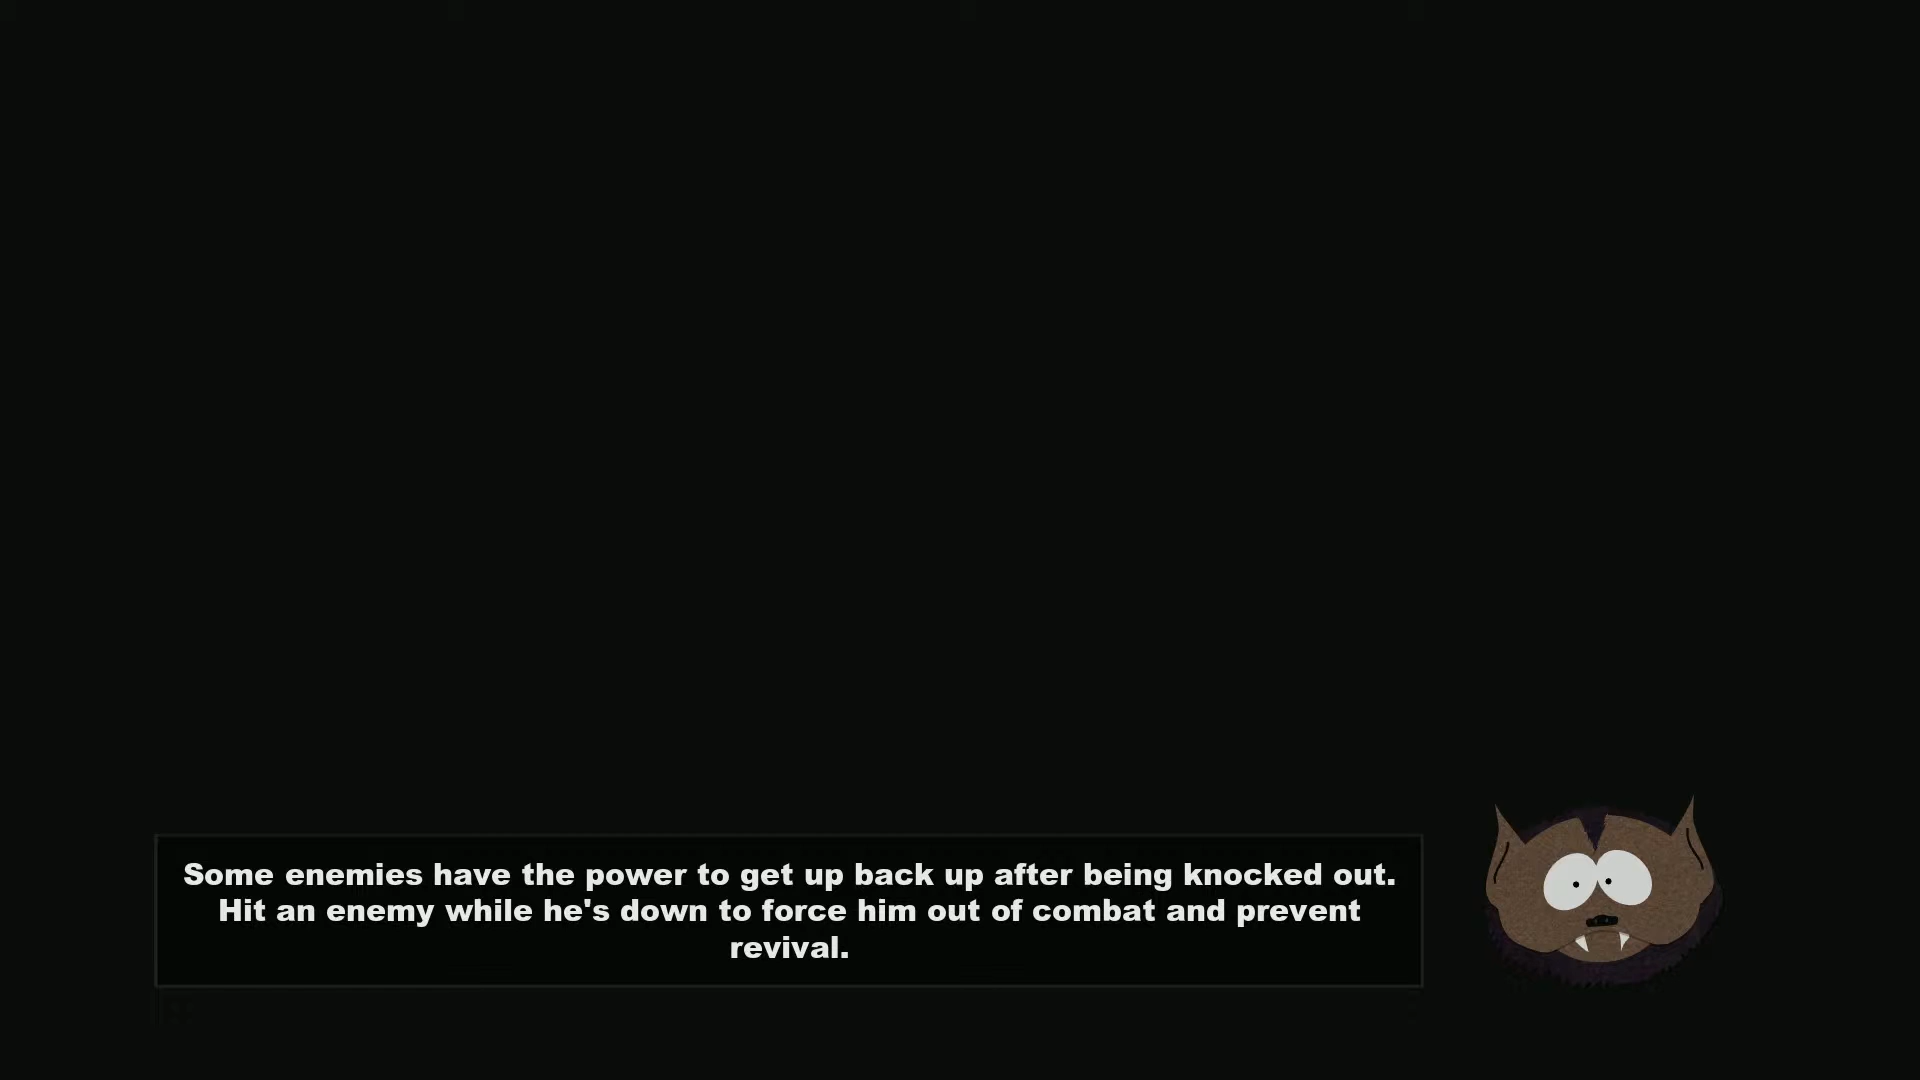 Some enemies have the power to get up back up after being knocked out.
Hit an enemy while he's down to force him out of combat and prevent
revival.